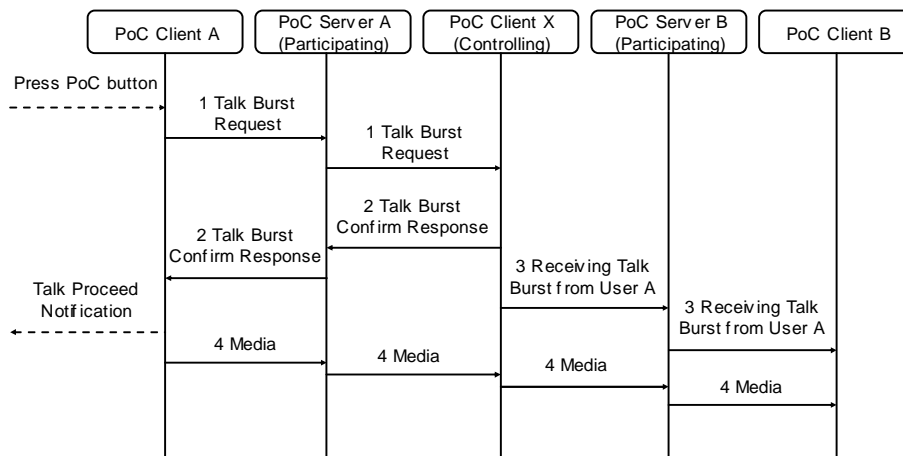 PoC Client A
PoC Server A
(Participating)
PoC Client X
(Controlling)
PoC Server B
(Participating)
PoC Client B
Press PoC button
1 Talk Burst
Request
1 Talk Burst
Request
2 Talk Burst
Confirm Response
2 Talk Burst
Confirm Response
3 Receiving Talk
Burst from User A
Talk Proceed
Notification
3 Receiving Talk
Burst from User A
4 Media
4 Media
4 Media
4 Media